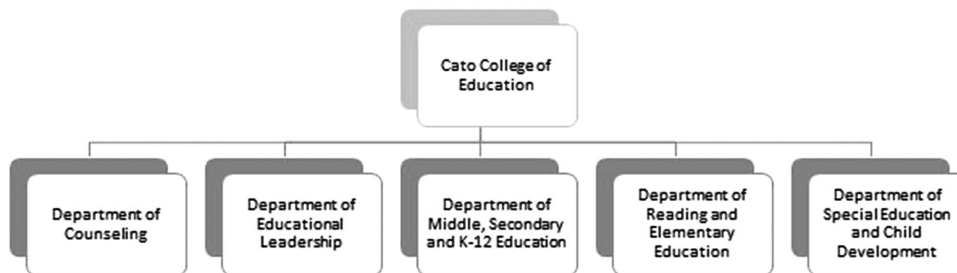 Cato College of
Education
Department of
Counseling
Department of
Educational
Leadership
Department of
Middle, Secondary
and K-12 Education
Department of
Reading and
Elementary
Education
Department of
Special Education
and Child
Development